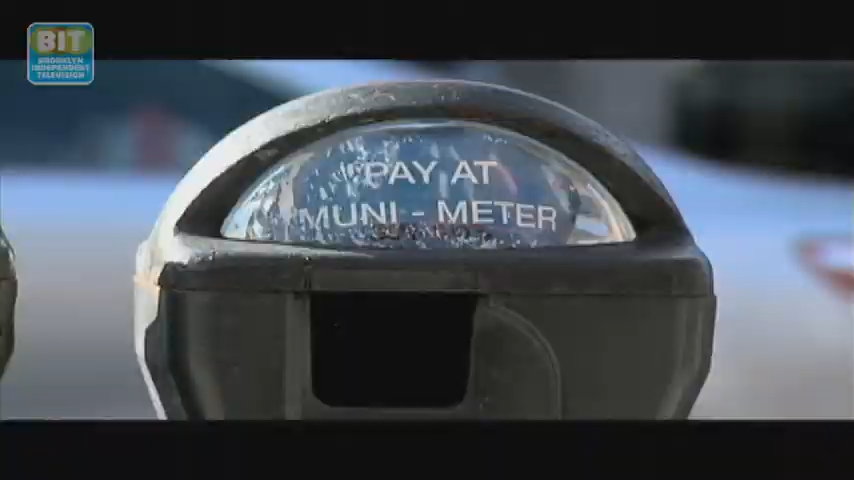 BIT
BROOKLYN
INDEPENDENT
TELEVISION
PAY AT
MUNI - METER